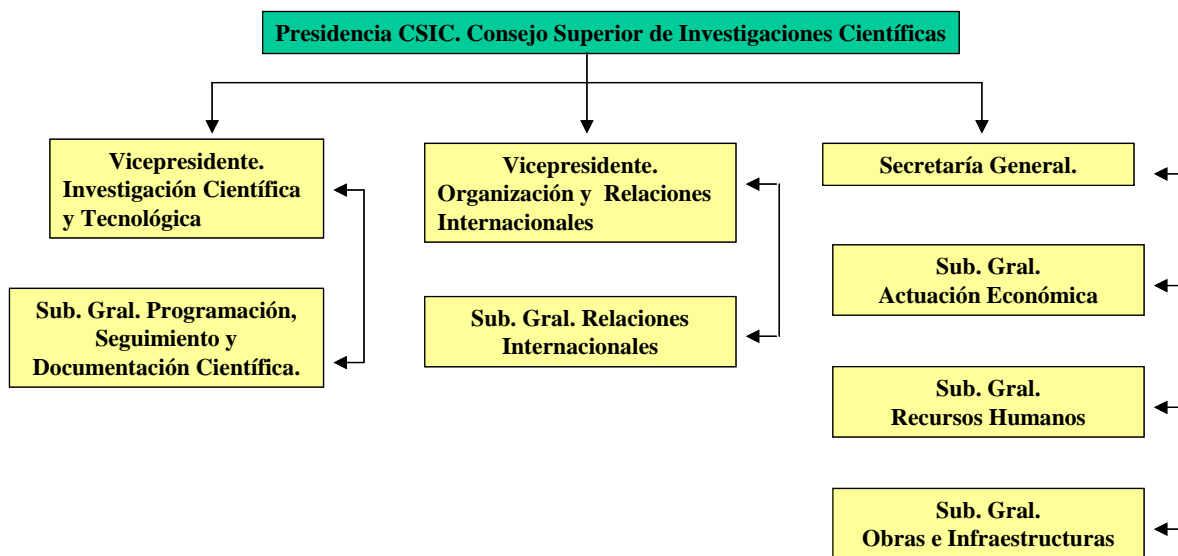 Presidencia CSIC. Consejo Superior de Investigaciones Científicas
Vicepresidente.
Investigación Científica
y Tecnológica
Vicepresidente.
Organización y Relaciones
Internacionales
Secretaría General.
Sub. Gral. Programación,
Seguimiento y
Documentación Científica.
Sub. Gral. Relaciones
Internacionales
Sub. Gral.
Actuación Económica
Sub. Gral.
Recursos Humanos
Sub. Gral.
Obras e Infraestructuras